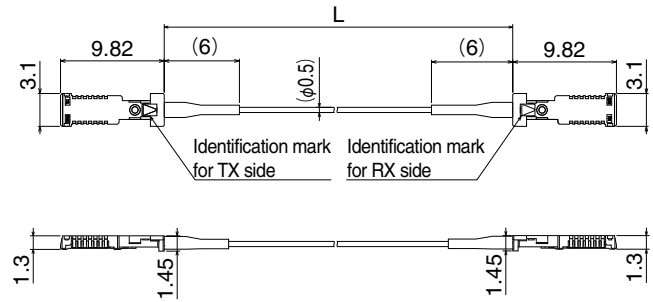 L
9.82
(6)
(6)
9.82
3.1
(φ0.5)
3.1
Identification mark
for TX side
Identification mark
for RX side
1.3
1.45
1.45
1.3